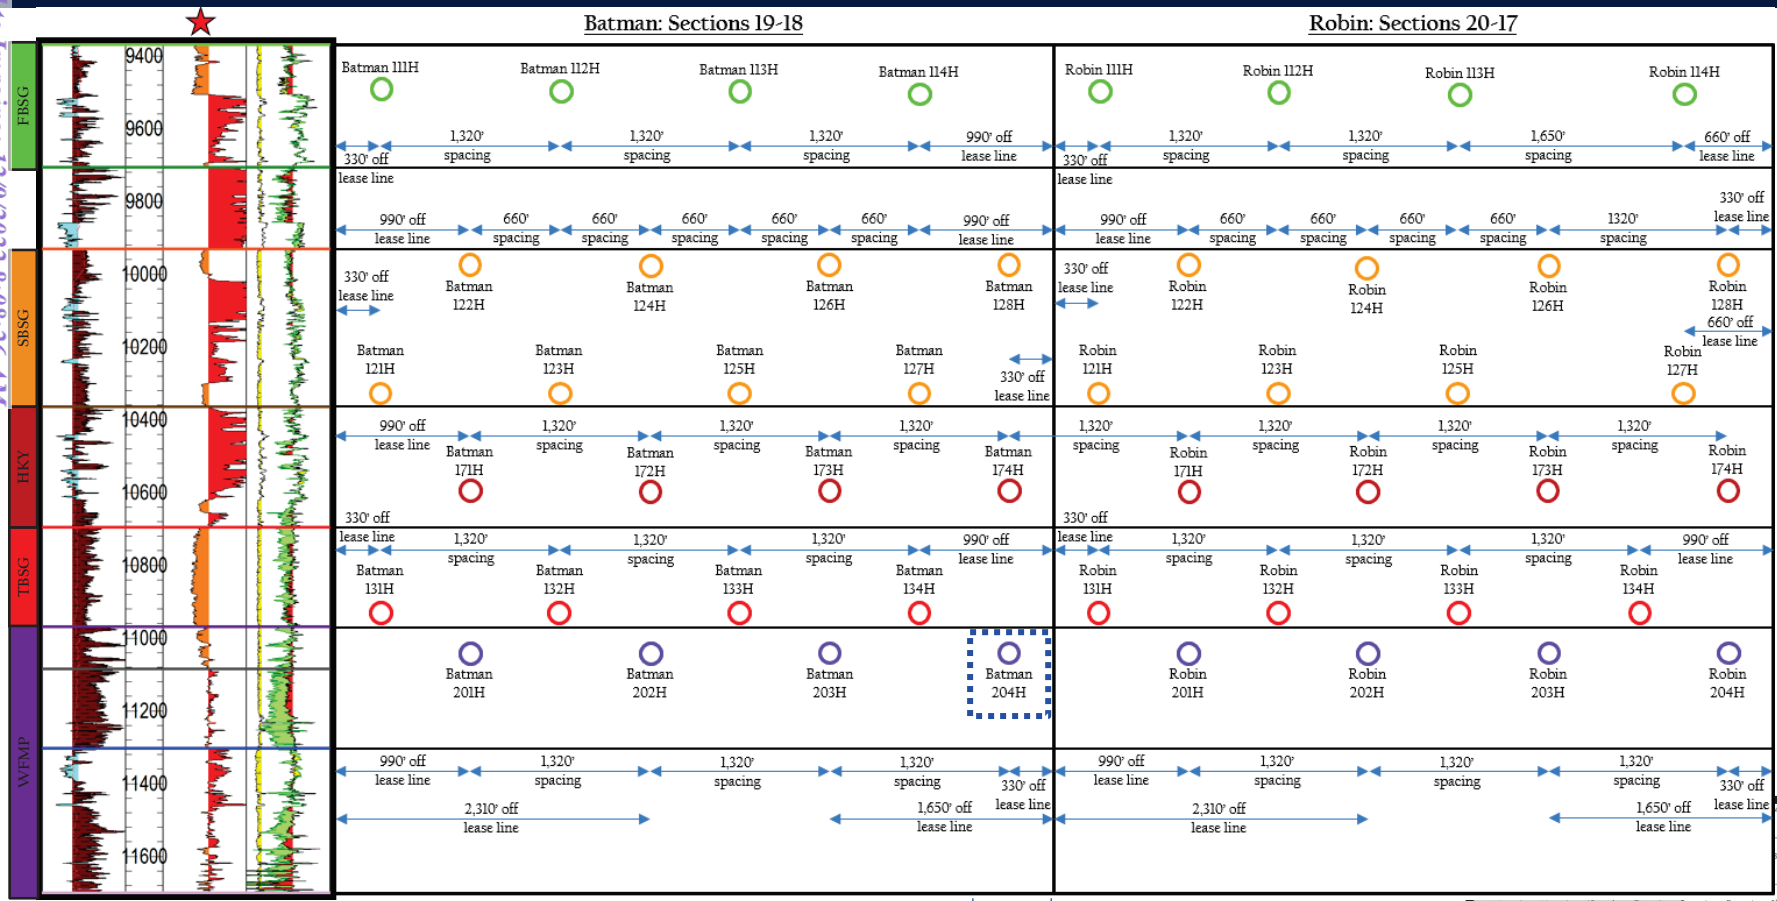 Batman: Sections 19-18
Robin: Sections 20-17
FBSG
SBSG
HKY
TBSG
WFMP
9400
9600
9800
10000
10200
10400
10600
10800
11000
11200
11400
11600
Batman 111H
Batman 112H
Batman 113H
Batman 114H
Robin 111H
Robin 112H
Robin 113H
Robin 114H
330' off
lease line
1,320'
spacing
1,320'
spacing
1,320'
spacing
990' off
lease line
330' off
lease line
1,320'
spacing
1,320'
spacing
1,650'
spacing
660' off
lease line
990' off
lease line
660'
spacing
660'
spacing
660'
spacing
660'
spacing
660'
spacing
990' off
lease line
990' off
lease line
660'
spacing
660'
spacing
660'
spacing
660'
spacing
1320'
spacing
330' off
lease line
330' off
lease line
Batman
122H
Batman
124H
Batman
126H
Batman
128H
330' off
lease line
Robin
122H
Robin
124H
Robin
126H
Robin
128H
660' off
lease line
Batman
121H
Batman
123H
Batman
125H
Batman
127H
330' off
lease line
Robin
121H
Robin
123H
Robin
125H
Robin
127H
990' off
lease line
1,320'
spacing
1,320'
spacing
1,320'
spacing
1,320'
spacing
1,320'
spacing
1,320'
spacing
1,320'
spacing
Batman
171H
Batman
172H
Batman
173H
Batman
174H
Robin
171H
Robin
172H
Robin
173H
Robin
174H
330' off
lease line
1,320'
spacing
1,320'
spacing
1,320'
spacing
990' off
lease line
330' off
lease line
1,320'
spacing
1,320'
spacing
1,320'
spacing
990' off
lease line
Batman
131H
Batman
132H
Batman
133H
Batman
134H
Robin
131H
Robin
132H
Robin
133H
Robin
134H
Batman
201H
Batman
202H
Batman
203H
Batman
204H
Robin
201H
Robin
202H
Robin
203H
Robin
204H
990' off
lease line
1,320'
spacing
1,320'
spacing
1,320'
spacing
330' off
lease line
990' off
lease line
1,320'
spacing
1,320'
spacing
1,320'
spacing
330' off
lease line
2,310' off
lease line
1,650' off
lease line
2,310' off
lease line
1,650' off
lease line